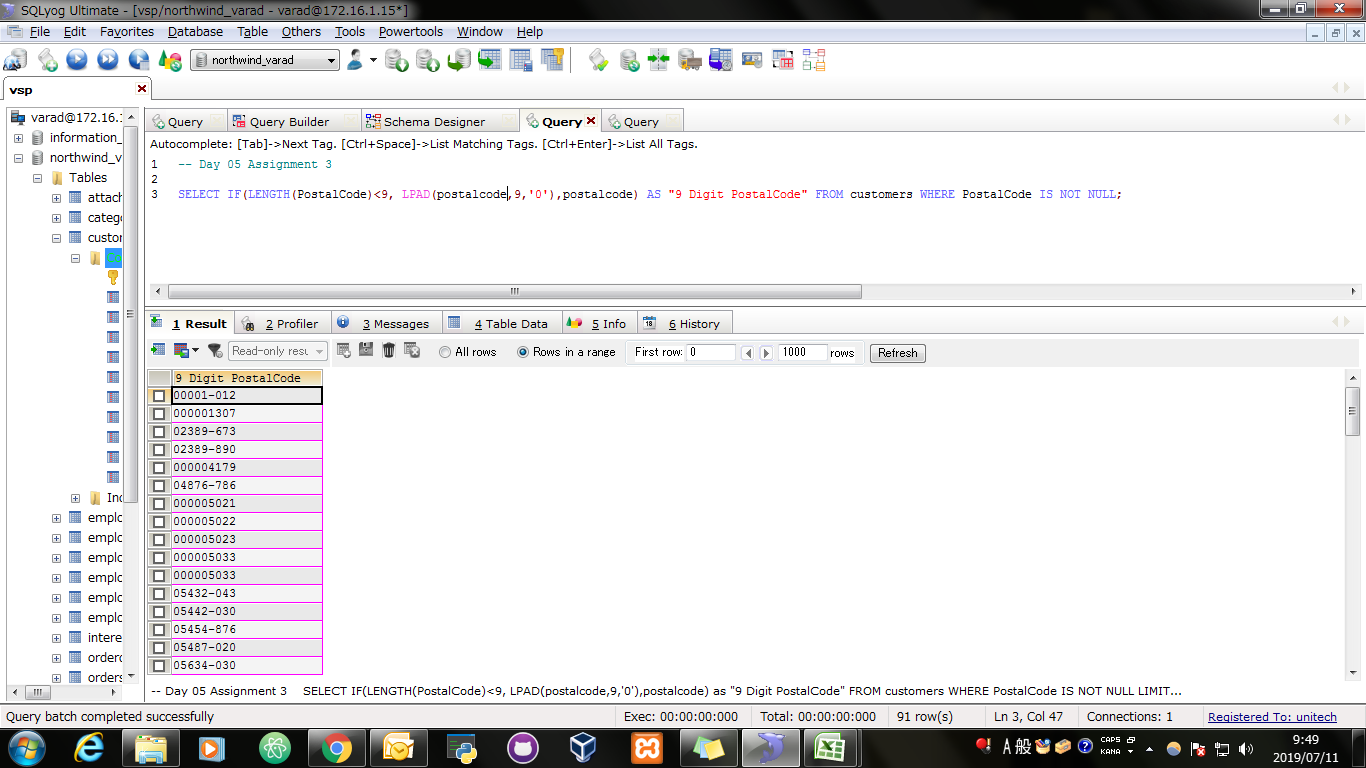 SQLyog Ultimate - [vsp/northwind_varad - varad@172.16.1.15*]
File Edit Favorites Database Table Others Tools Powertools Window Help
northwind_varad
vsp
varad@172.16.1
information_
northwind_v
Tables
attach
catego
custor
Co
Ind
emplo
emplo
emplo
emplo
emplo
emplo
intere
orderd
orders
Query Query Builder Schema Designer Query Query
Autocomplete: [Tab]->Next Tag. [Ctrl+Space]->List Matching Tags. [Ctrl+Enter]->List All Tags.
1 -- Day 05 Assignment 3
2
3 SELECT IF(LENGTH(PostalCode)<9, LPAD(postalcode,9,'0'),postalcode) AS "9 Digit PostalCode" FROM customers WHERE PostalCode IS NOT NULL;
1 Result 2 Profiler 3 Messages 4 Table Data 5 Info 18 6 History
Read-only resu All rows Rows in a range First row: 0 1000 rows Refresh
9 Digit PostalCode
00001-012
000001307
02389-673
02389-890
000004179
04876-786
000005021
000005022
000005023
000005033
000005033
05432-043
05442-030
05454-876
05487-020
05634-030
-- Day 05 Assignment 3 SELECT IF(LENGTH(PostalCode)<9, LPAD(postalcode,9,'0'),postalcode) as "9 Digit PostalCode" FROM customers WHERE PostalCode IS NOT NULL LIMIT...
Query batch completed successfully Exec: 00:00:00:000 Total: 00:00:00:000 91 row(s) Ln 3, Col 47 Connections: 1 Registered To: unitech
A 般 CAPS KANA 9:49
2019/07/11